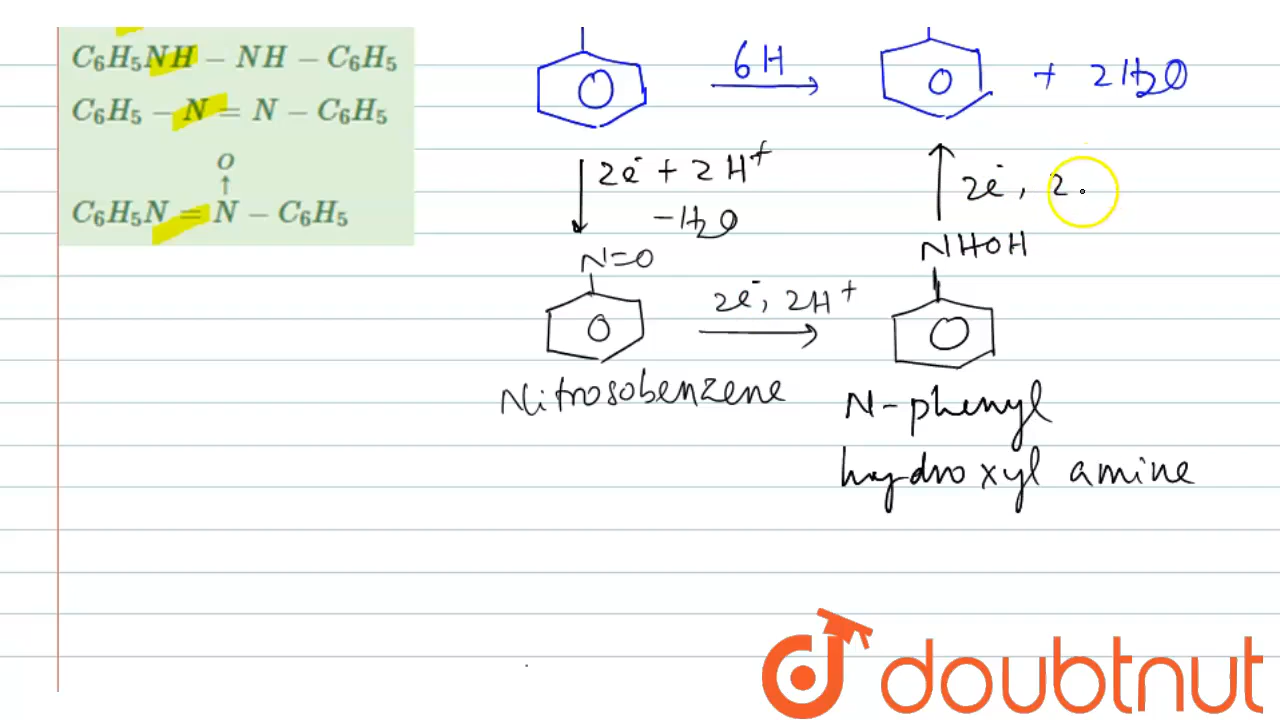 C₆H₅NH − NH − C₆H₅
C₆H₅ − N = N − C₆H₅
O
↑
C₆H₅N = N − C₆H₅
6H
+ 2H₂O
2e⁻ + 2H⁺
−H₂O
2e⁻, 2
N=O
NHOH
2e⁻, 2H⁺
Nitrosobenzene
N-phenyl
hydroxyl amine
doubtnut